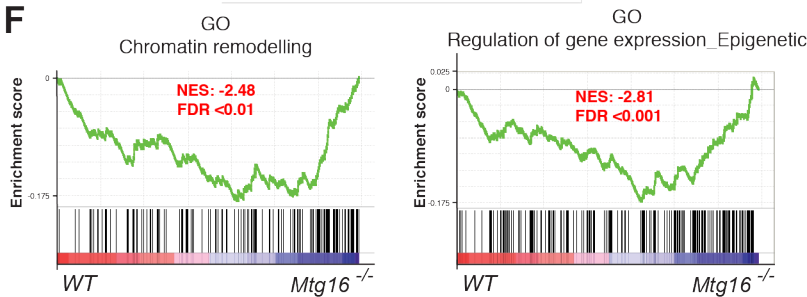 F
GO
Chromatin remodelling
Enrichment score
0
-0.175
NES: -2.48
FDR <0.01
WT
Mtg16 -/-
GO
Regulation of gene expression_Epigenetic
Enrichment score
0.025
0
-0.175
NES: -2.81
FDR <0.001
WT
Mtg16 -/-